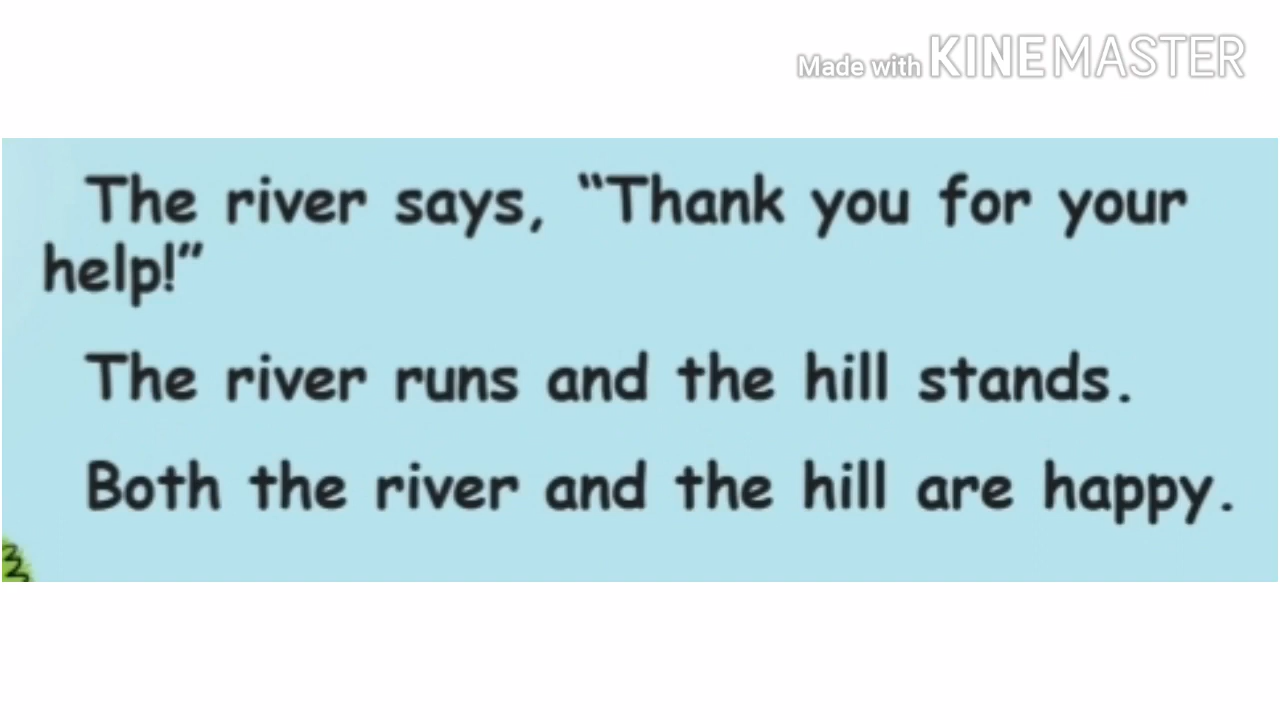 Made with KINEMASTER
The river says, “Thank you for your
help!”
The river runs and the hill stands.
Both the river and the hill are happy.